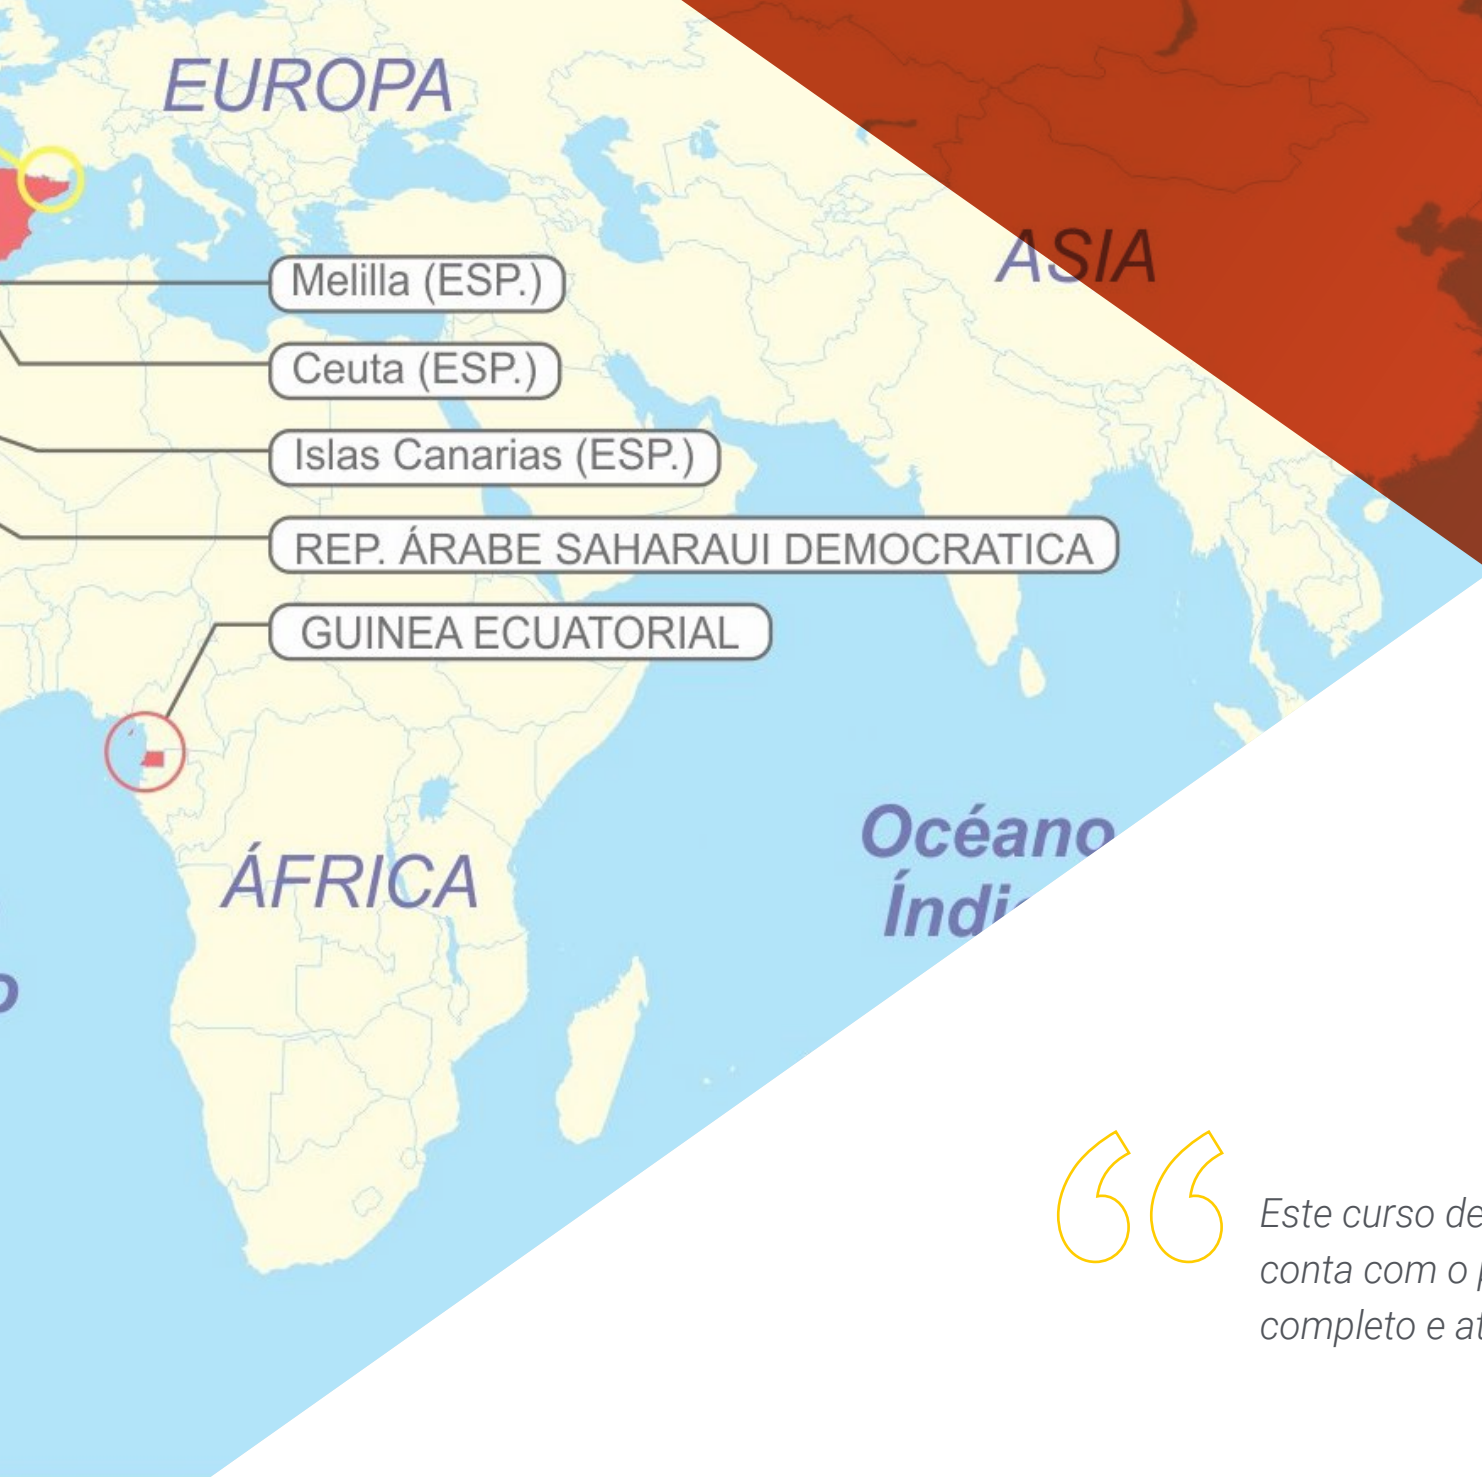 EUROPA
ASIA
Melilla (ESP.)
Ceuta (ESP.)
Islas Canarias (ESP.)
REP. ÁRABE SAHARAUI DEMOCRATICA
GUINEA ECUATORIAL
ÁFRICA
Océano
Este curso de
conta com o
completo e